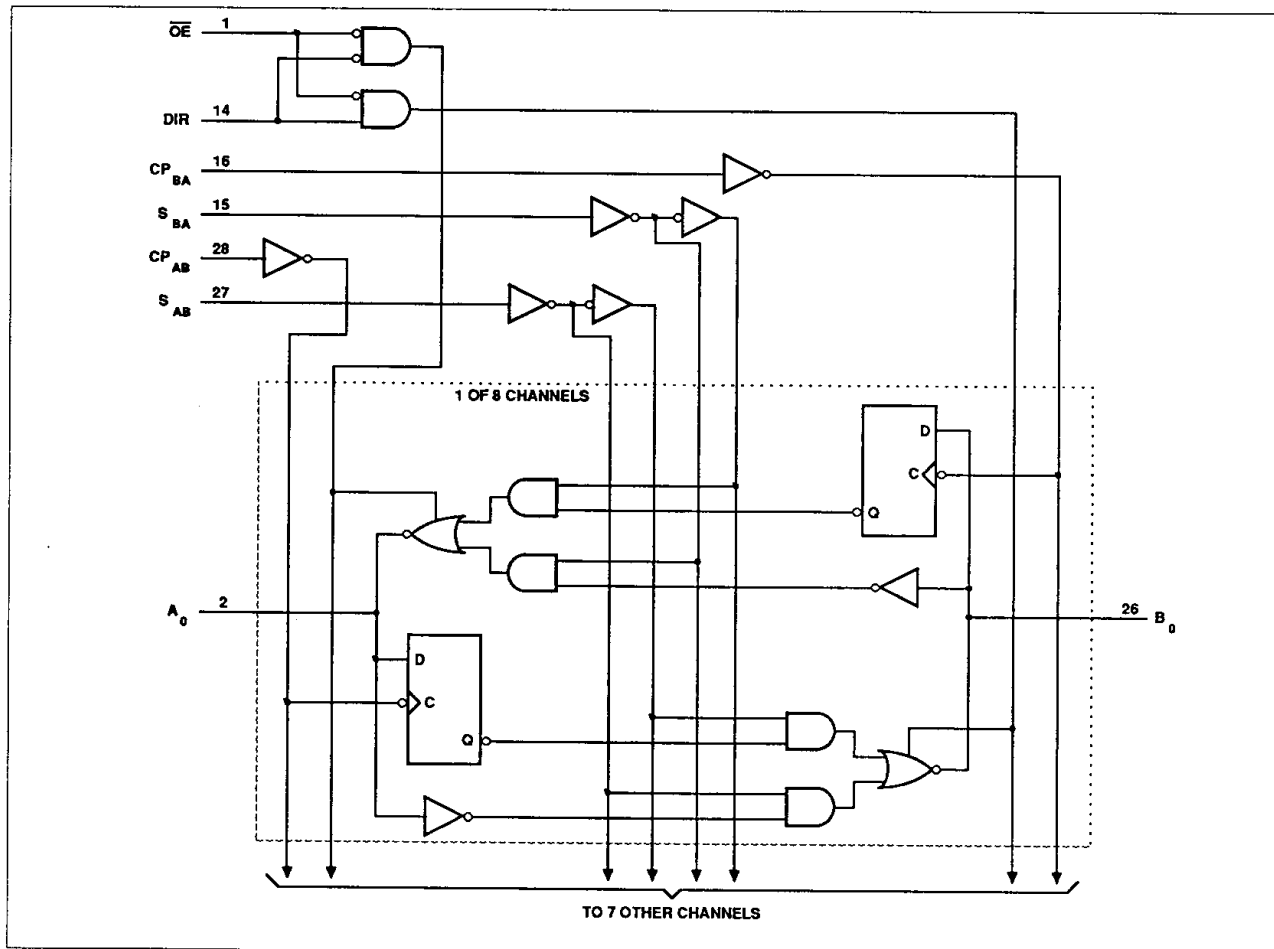 OE 1
DIR 14
CP BA 16
S BA 15
CP AB 28
S AB 27
1 OF 8 CHANNELS
D
C
Q
A 0 2
26 B 0
D
C
Q
TO 7 OTHER CHANNELS